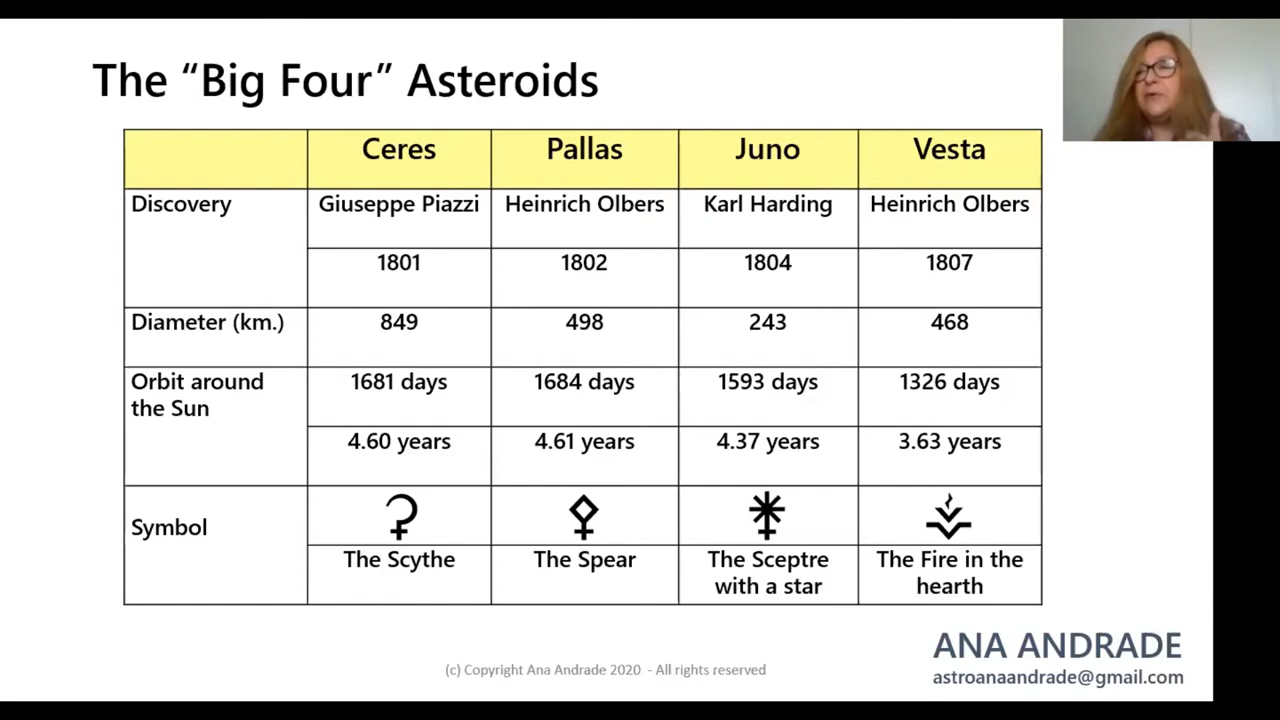 The “Big Four” Asteroids
Ceres Pallas Juno Vesta
Discovery Giuseppe Piazzi Heinrich Olbers Karl Harding Heinrich Olbers
1801 1802 1804 1807
Diameter (km.) 849 498 243 468
Orbit around
the Sun
1681 days 1684 days 1593 days 1326 days
4.60 years 4.61 years 4.37 years 3.63 years
Symbol
The Scythe The Spear The Sceptre
with a star
The Fire in the
hearth
ANA ANDRADE
(c) Copyright Ana Andrade 2020 - All rights reserved
astroanaandrade@gmail.com